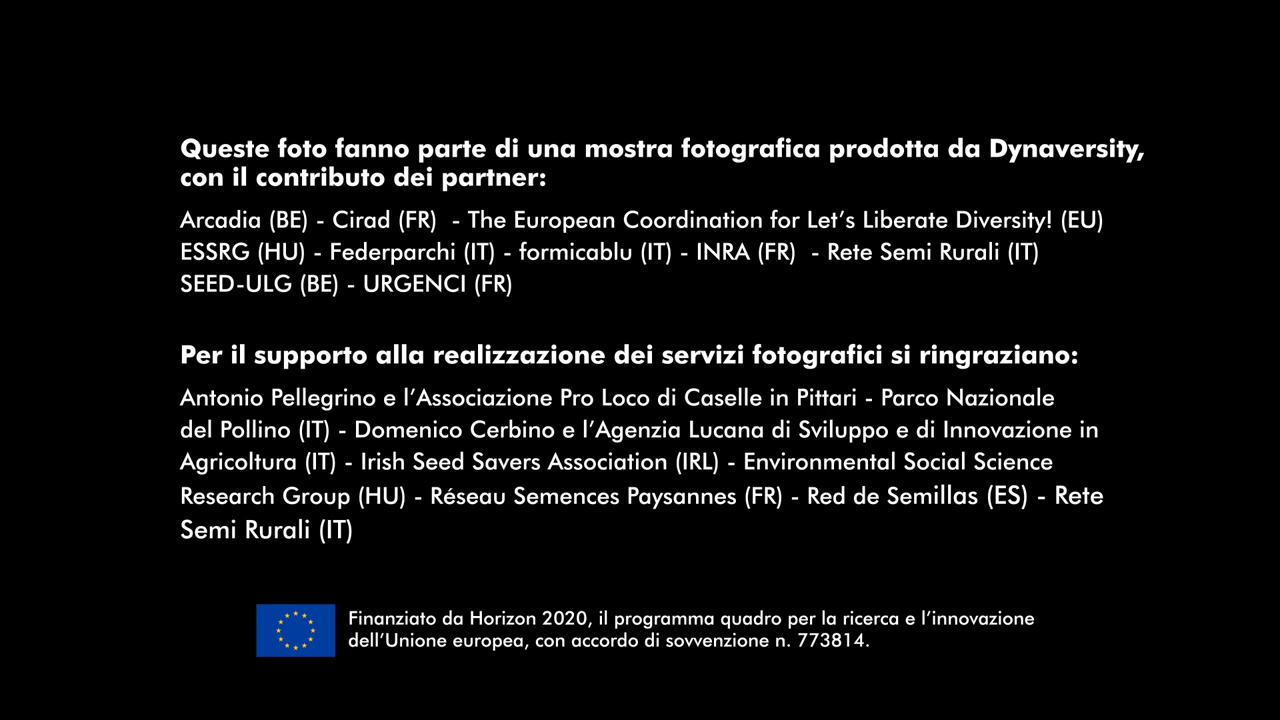 Queste foto fanno parte di una mostra fotografica prodotta da Dynaversity,
con il contributo dei partner:
Arcadia (BE) - Cirad (FR)  - The European Coordination for Let’s Liberate Diversity! (EU)
ESSRG (HU) - Federparchi (IT) - formicablu (IT) - INRA (FR)  - Rete Semi Rurali (IT)
SEED-ULG (BE) - URGENCI (FR)
Per il supporto alla realizzazione dei servizi fotografici si ringraziano:
Antonio Pellegrino e l’Associazione Pro Loco di Caselle in Pittari - Parco Nazionale
del Pollino (IT) - Domenico Cerbino e l’Agenzia Lucana di Sviluppo e di Innovazione in
Agricoltura (IT) - Irish Seed Savers Association (IRL) - Environmental Social Science
Research Group (HU) - Réseau Semences Paysannes (FR) - Red de Semillas (ES) - Rete
Semi Rurali (IT)
Finanziato da Horizon 2020, il programma quadro per la ricerca e l’innovazione
dell’Unione europea, con accordo di sovvenzione n. 773814.